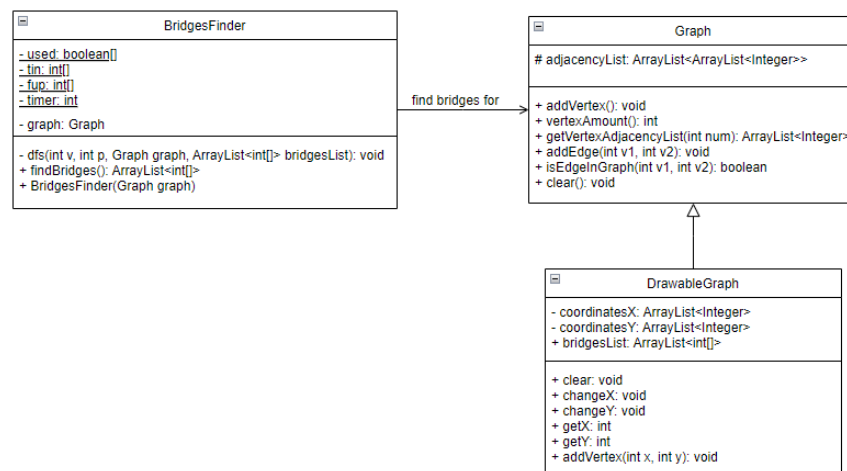 BridgesFinder
- used: boolean[]
- tin: int[]
- fup: int[]
- timer: int
- graph: Graph
- dfs(int v, int p, Graph graph, ArrayList<int[]> bridgesList): void
+ findBridges(): ArrayList<int[]>
+ BridgesFinder(Graph graph)
find bridges for
Graph
# adjacencyList: ArrayList<ArrayList<Integer>>
+ addVertex(): void
+ vertexAmount(): int
+ getVertexAdjacencyList(int num): ArrayList<Integer>
+ addEdge(int v1, int v2): void
+ isEdgeInGraph(int v1, int v2): boolean
+ clear(): void
DrawableGraph
- coordinatesX: ArrayList<Integer>
- coordinatesY: ArrayList<Integer>
+ bridgesList: ArrayList<int[]>
+ clear: void
+ changeX: void
+ changeY: void
+ getX: int
+ getY: int
+ addVertex(int x, int y): void